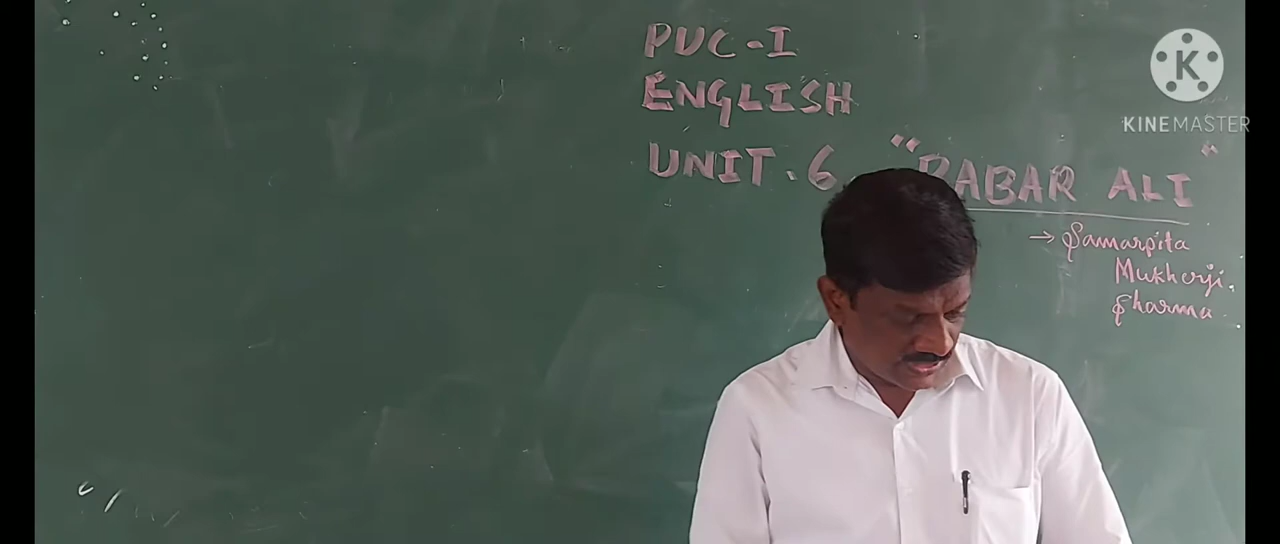 PUC-I
ENGLISH
UNIT.6 "BABAR ALI"
→ Samarpita
Mukherji.
Sharma
K
KINEMASTER